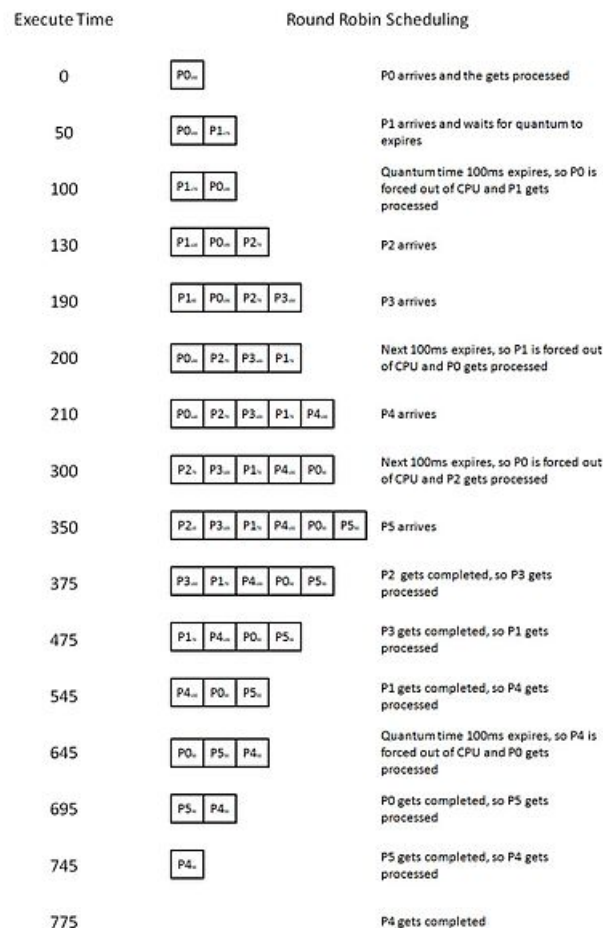 Execute Time
Round Robin Scheduling
0
P0
P0 arrives and the gets processed
50
P0 P1
P1 arrives and waits for quantum to
expires
100
P1 P0
Quantum time 100ms expires, so P0 is
forced out of CPU and P1 gets
processed
130
P1 P0 P2
P2 arrives
190
P1 P0 P2 P3
P3 arrives
200
P0 P2 P3 P1
Next 100ms expires, so P1 is forced out
of CPU and P0 gets processed
210
P0 P2 P3 P1 P4
P4 arrives
300
P2 P3 P1 P4 P0
Next 100ms expires, so P0 is forced out
of CPU and P2 gets processed
350
P2 P3 P1 P4 P0 P5
P5 arrives
375
P3 P1 P4 P0 P5
P2 gets completed, so P3 gets
processed
475
P1 P4 P0 P5
P3 gets completed, so P1 gets
processed
545
P4 P0 P5
P1 gets completed, so P4 gets
processed
645
P0 P5 P4
Quantum time 100ms expires, so P4 is
forced out of CPU and P0 gets
processed
695
P5 P4
P0 gets completed, so P5 gets
processed
745
P4
P5 gets completed, so P4 gets
processed
775
P4 gets completed